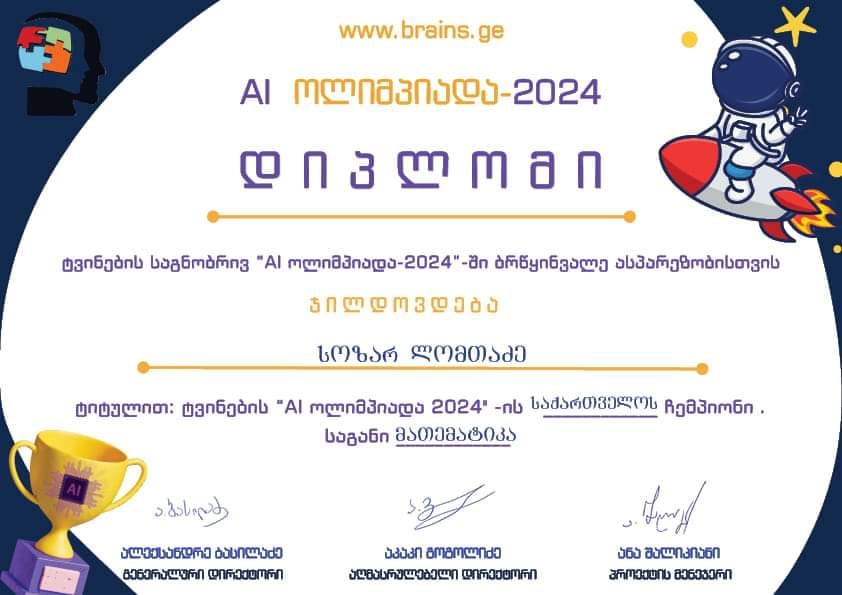 www.brains.ge
AI ოლიმპიადა-2024
დიპლომი
ტვინების საგნობრივ "AI ოლიმპიადა-2024"-ში ბრწყინვალე ასპარეზობისთვის
ჯილდოვდება
სოზარ ლომთაძე
ტიტულით: ტვინების "AI ოლიმპიადა 2024" -ის საქართველოს ჩემპიონი .
საგანი მათემატიკა
AI
ა.ბასილაძე
ალექსანდრე ბასილაძე აკაკი გოგოლიძე ანა შალიკიანი
გენერალური დირექტორი აღმასრულებელი დირექტორი პროექტის მენეჯერი